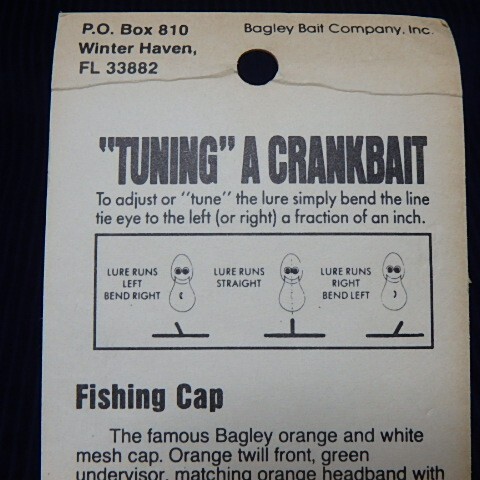 P.O. Box 810
Winter Haven,
FL 33882
Bagley Bait Company, Inc.
"TUNING" A CRANKBAIT
To adjust or "tune" the lure simply bend the line
tie eye to the left (or right) a fraction of an inch.
LURE RUNS
LEFT
BEND RIGHT
LURE RUNS
STRAIGHT
LURE RUNS
RIGHT
BEND LEFT
Fishing Cap
The famous Bagley orange and white
mesh cap. Orange twill front, green
undervisor, matching orange headband with